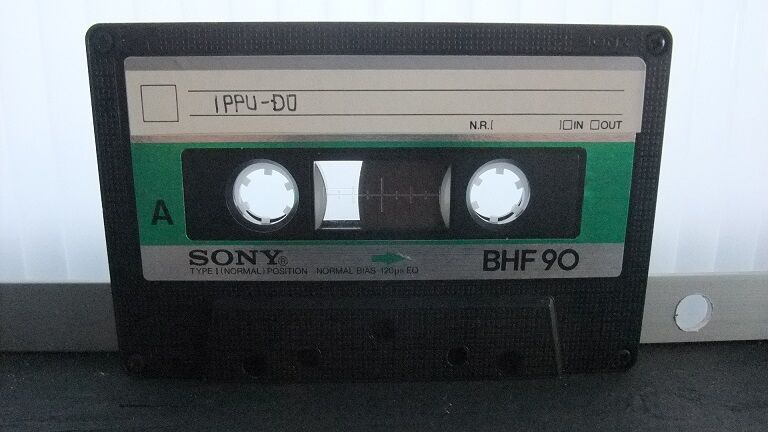 IPPU-DO
N.R.[ ]□IN □OUT
A
SONY®
BHF 90
TYPE I (NORMAL) POSITION NORMAL BIAS 120μs EQ